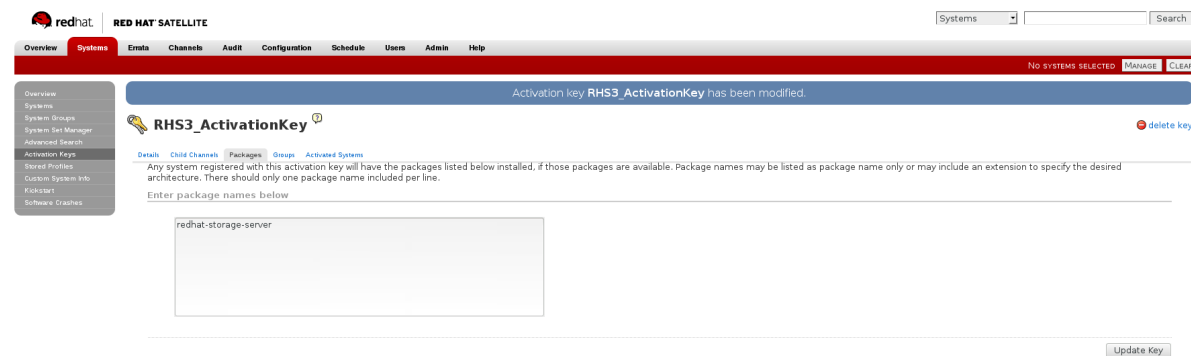 redhat. RED HAT SATELLITE Systems Search
Overview Systems Errata Channels Audit Configuration Schedule Users Admin Help
NO SYSTEMS SELECTED MANAGE CLEAR
Overview
Systems
System Groups
System Set Manager
Advanced Search
Activation Keys
Stored Profiles
Custom System Info
Kickstart
Software Crashes
Activation key RHS3_ActivationKey has been modified.
RHS3_ActivationKey ? delete key
Details Child Channels Packages Groups Activated Systems
Any system registered with this activation key will have the packages listed below installed, if those packages are available. Package names may be listed as package name only or may include an extension to specify the desired
architecture. There should only one package name included per line.
Enter package names below
redhat-storage-server
Update Key